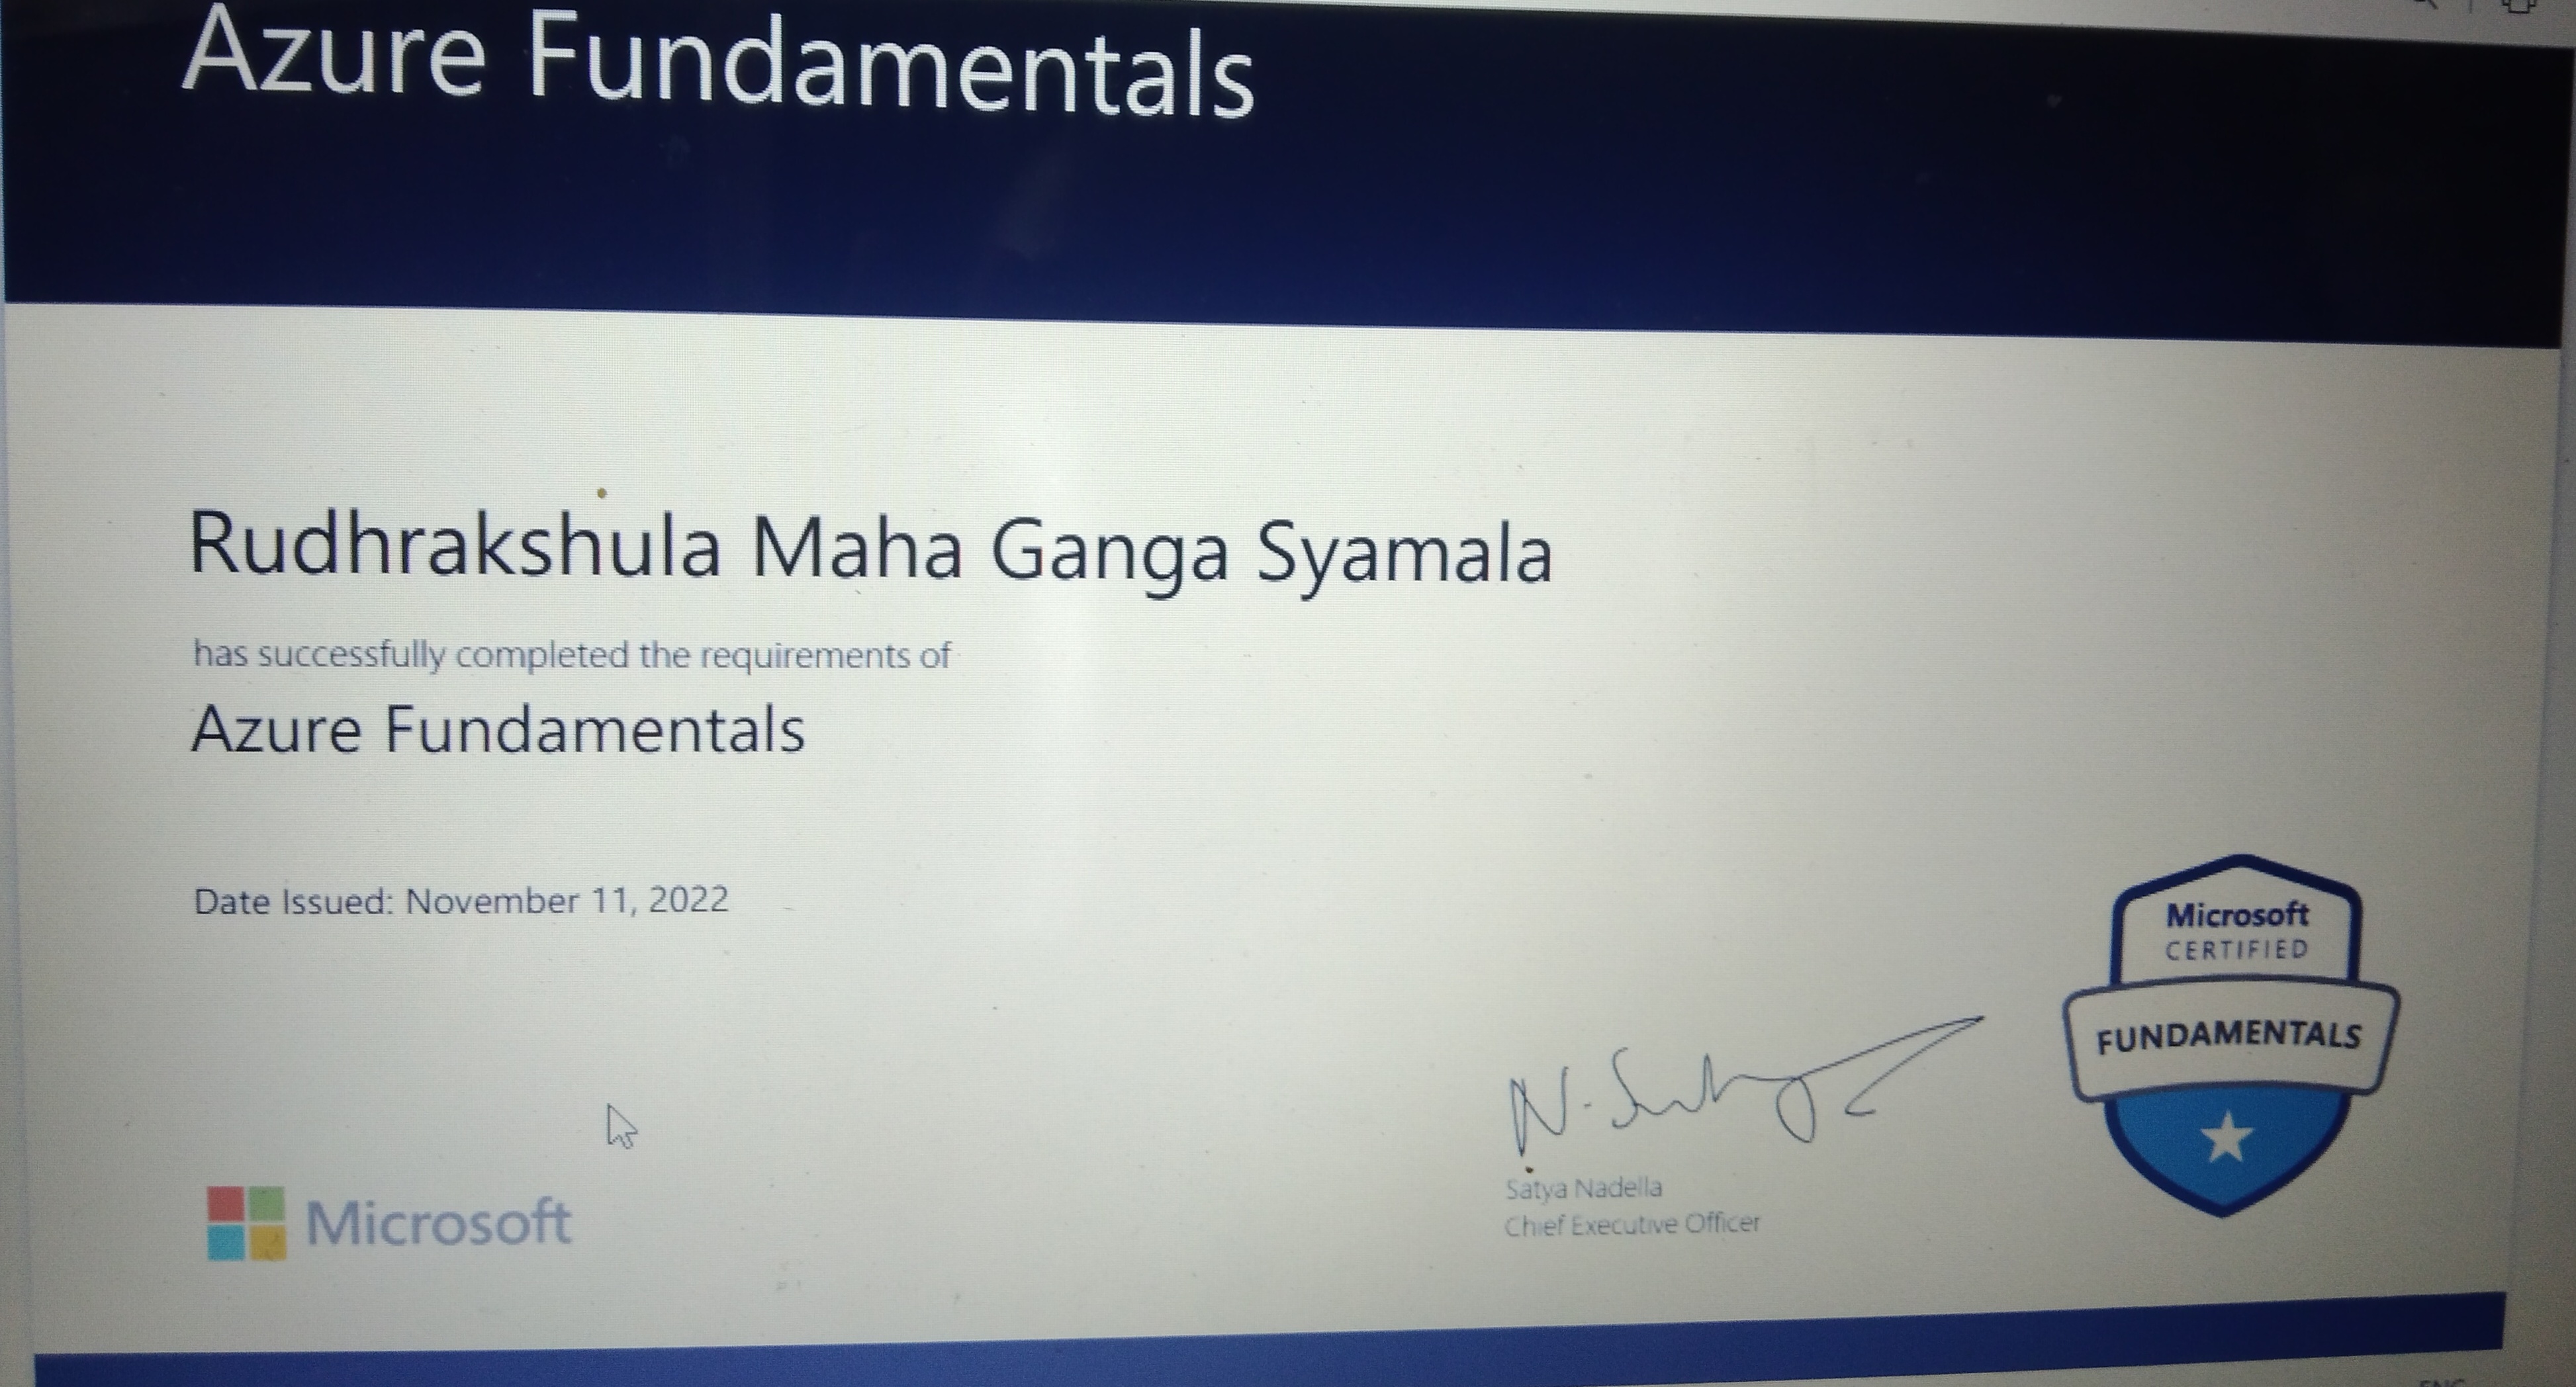 Azure Fundamentals
Rudhrakshula Maha Ganga Syamala
has successfully completed the requirements of
Azure Fundamentals
Date Issued: November 11, 2022
Microsoft
CERTIFIED
FUNDAMENTALS
N. Satya
Satya Nadella
Chief Executive Officer
Microsoft